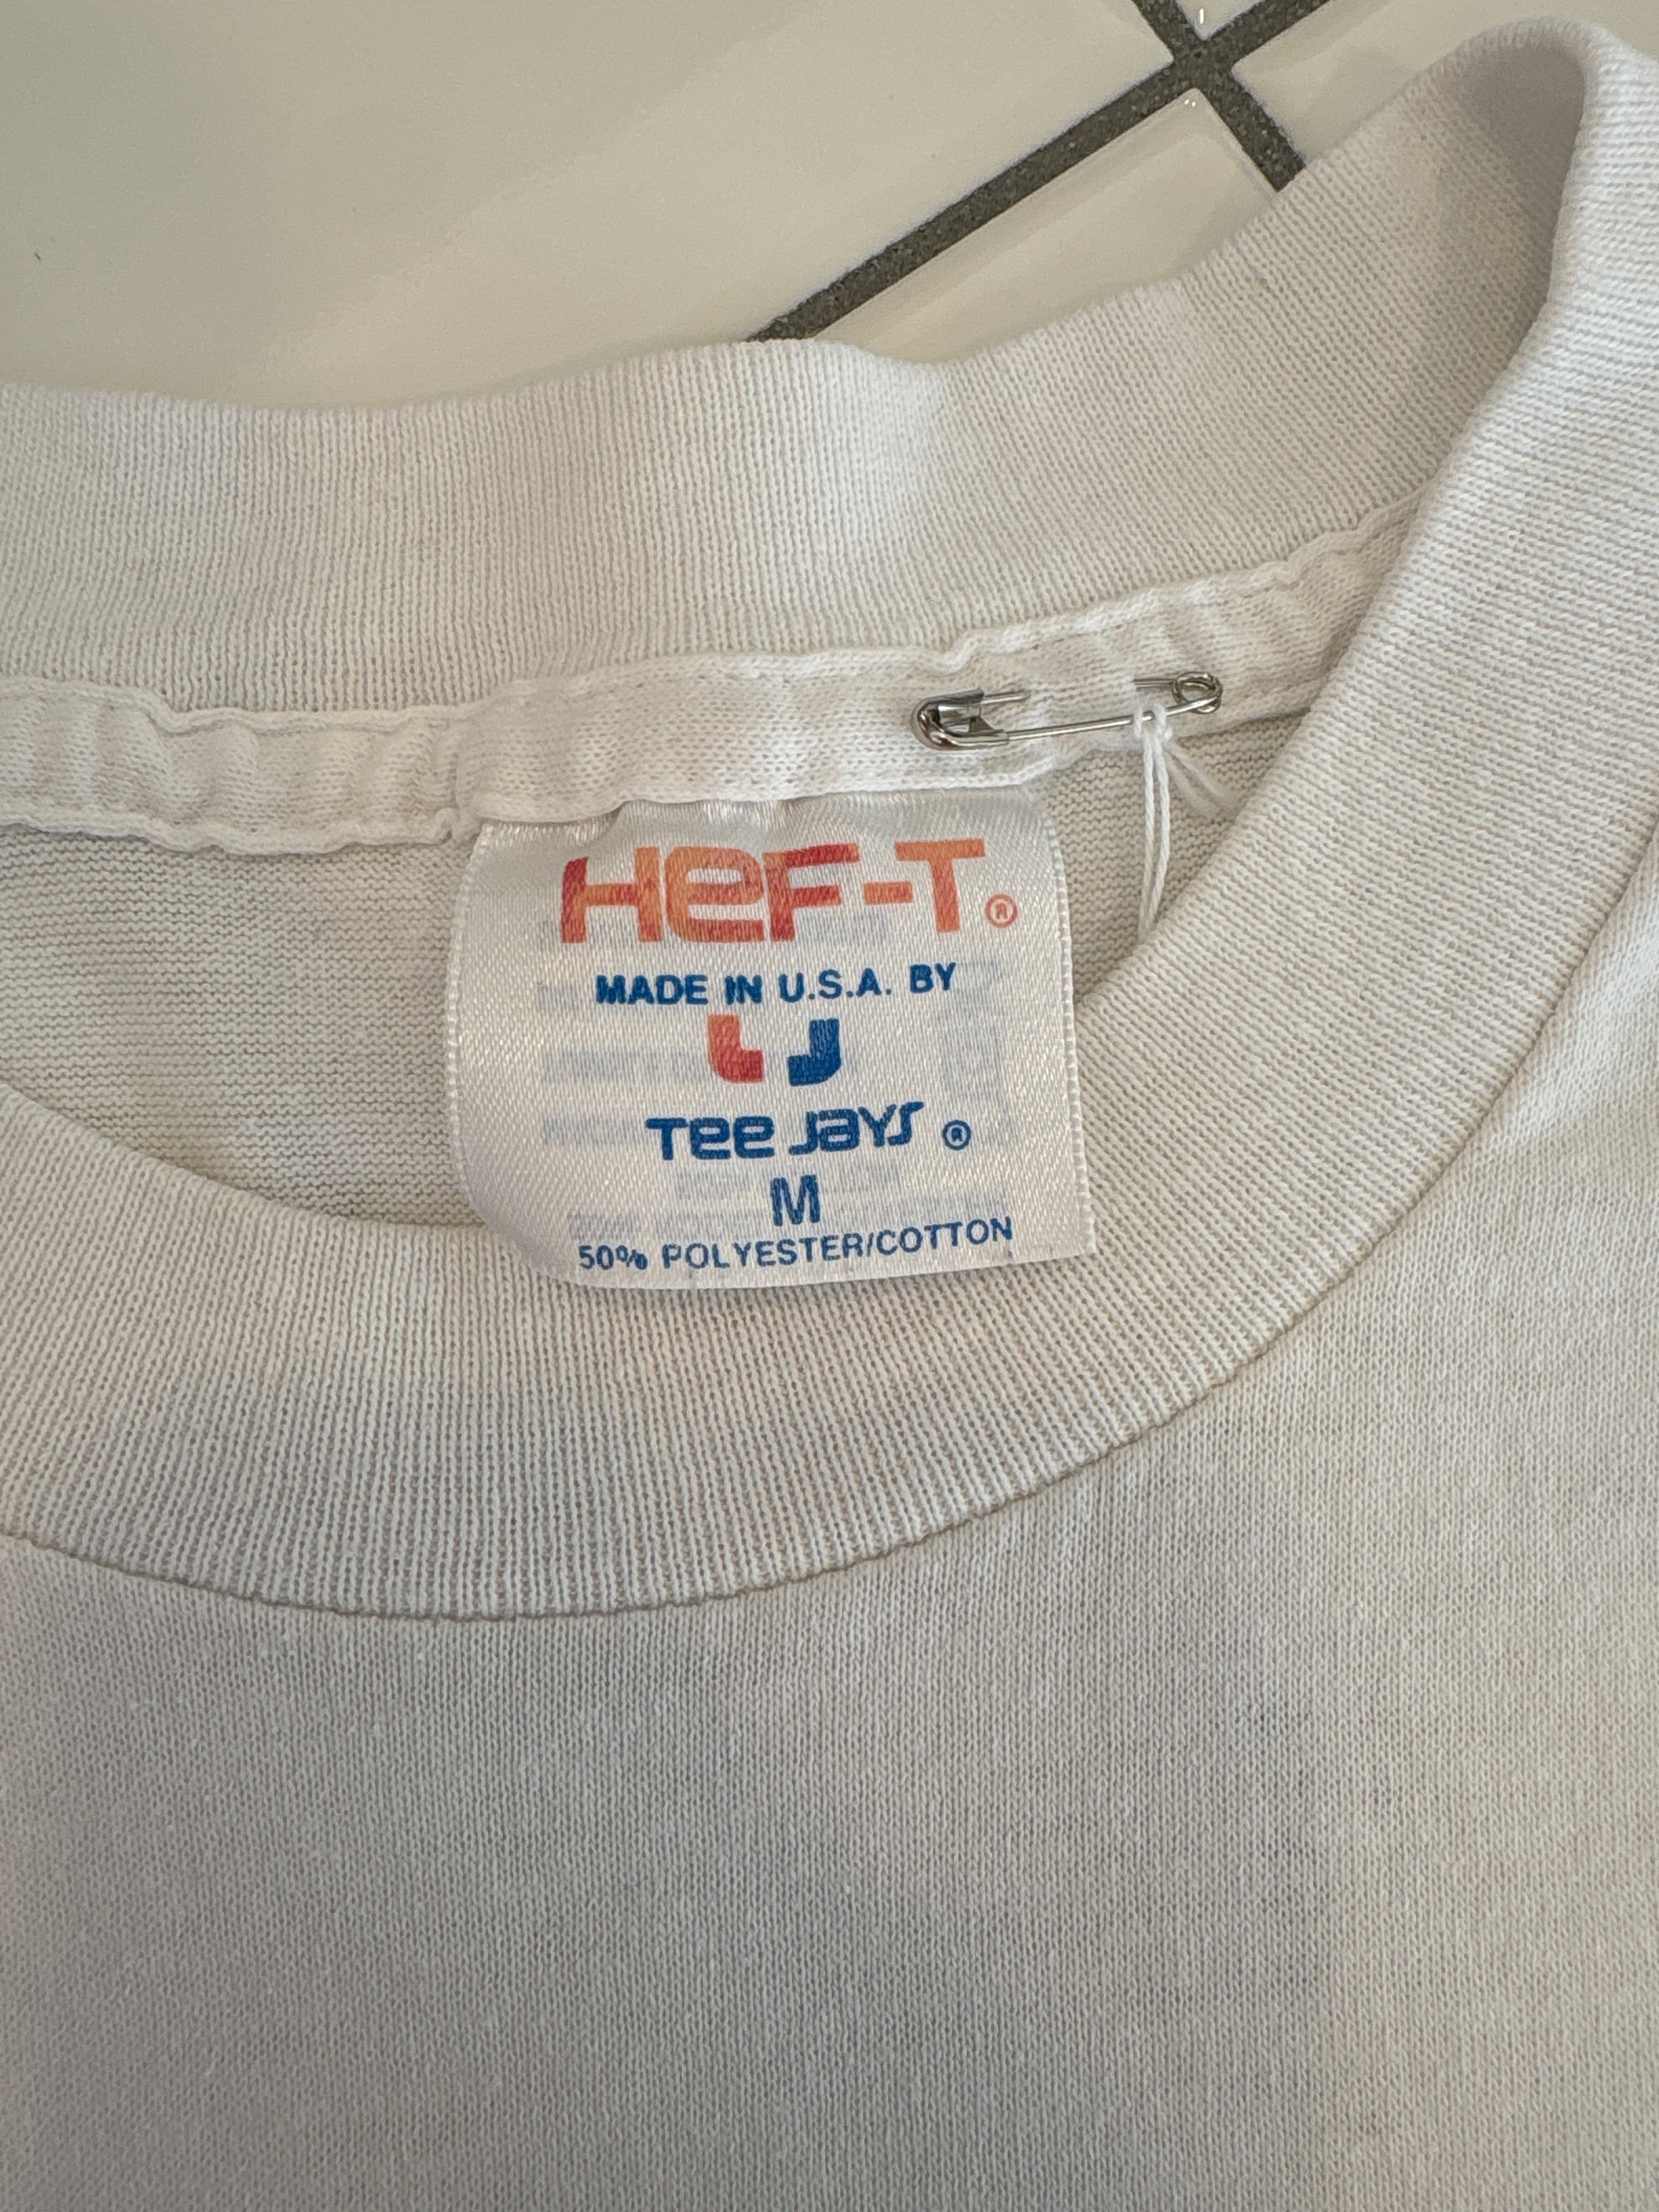 HeF-T®
MADE IN U.S.A. BY
Tee JaYS ®
M
50% POLYESTER/COTTON